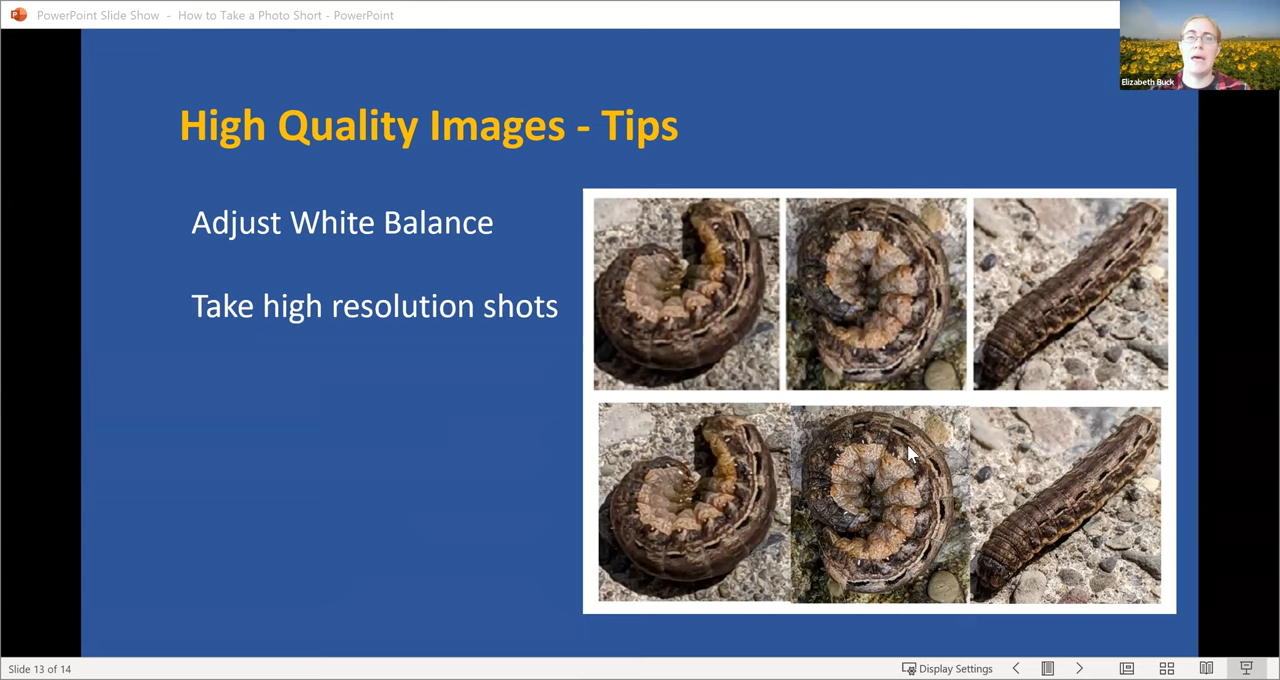 PowerPoint Slide Show - How to Take a Photo Short - PowerPoint
Elizabeth Buck
High Quality Images - Tips
Adjust White Balance
Take high resolution shots
Slide 13 of 14
Display Settings